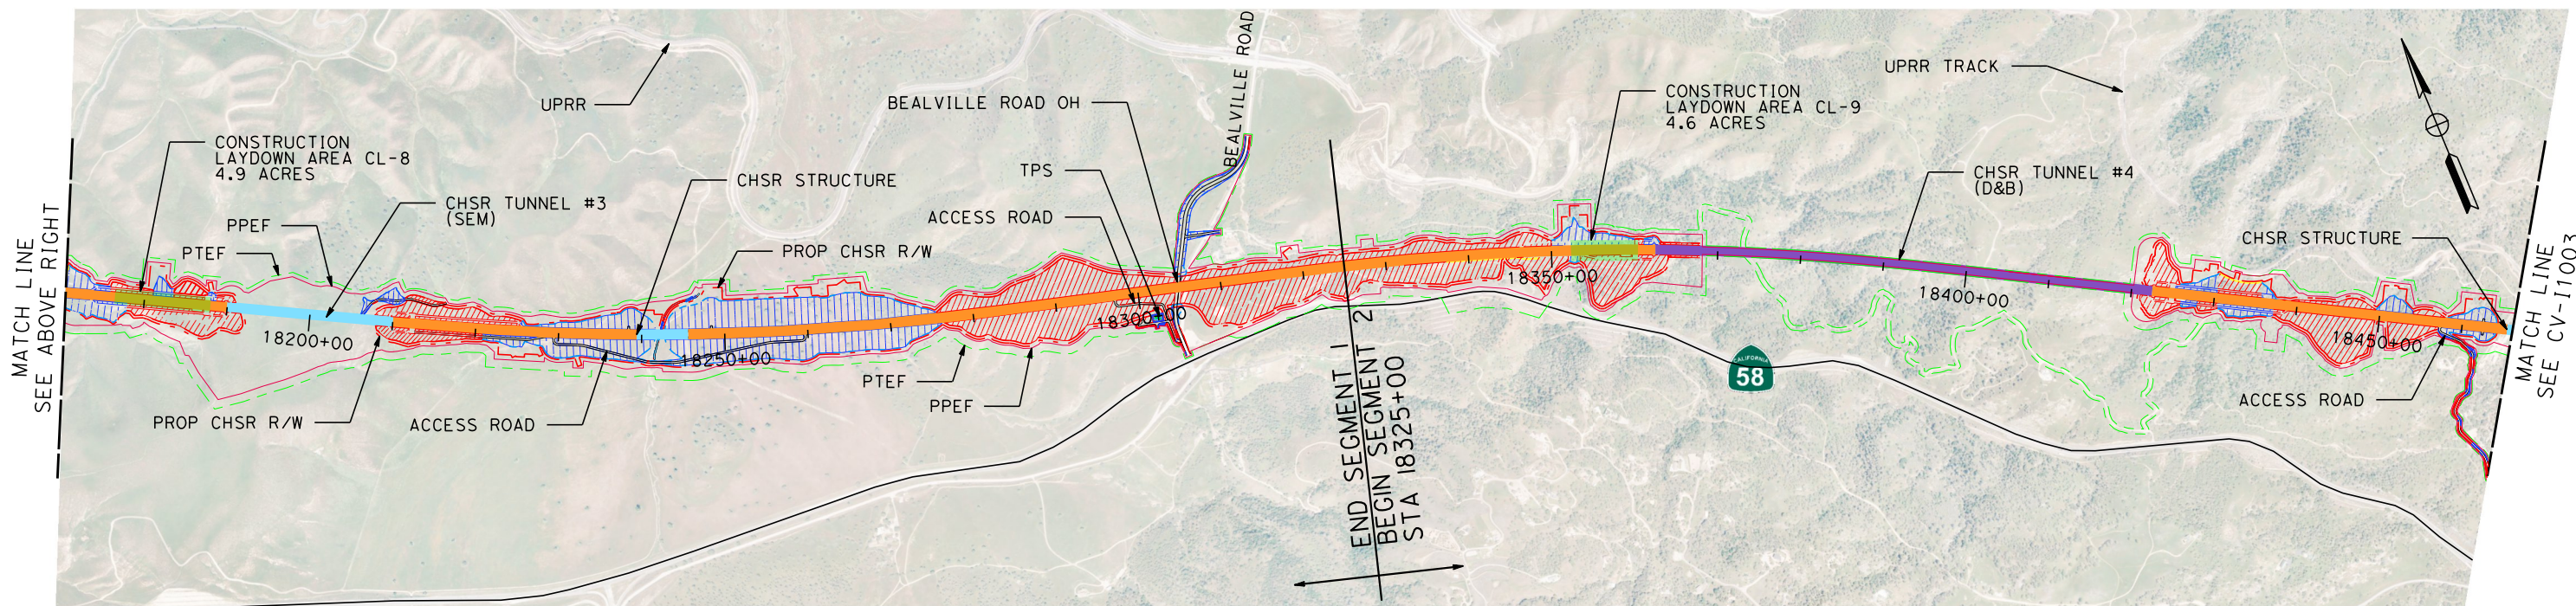 MATCH LINE
SEE ABOVE RIGHT
CONSTRUCTION
LAYDOWN AREA CL-8
4.9 ACRES
PPEF
PTEF
CHSR TUNNEL #3
(SEM)
18200+00
PROP CHSR R/W
UPRR
CHSR STRUCTURE
PROP CHSR R/W
18250+00
ACCESS ROAD
BEALVILLE ROAD OH
TPS
ACCESS ROAD
BEALVILLE ROAD
BEALVILLE ROAD
18300+00
PTEF
PPEF
END SEGMENT 1
BEGIN SEGMENT 2
STA 18325+00
CONSTRUCTION
LAYDOWN AREA CL-9
4.6 ACRES
18350+00
CALIFORNIA
58
UPRR TRACK
CHSR TUNNEL #4
(D&B)
18400+00
CHSR STRUCTURE
18450+00
ACCESS ROAD
MATCH LINE
SEE CV-I1003